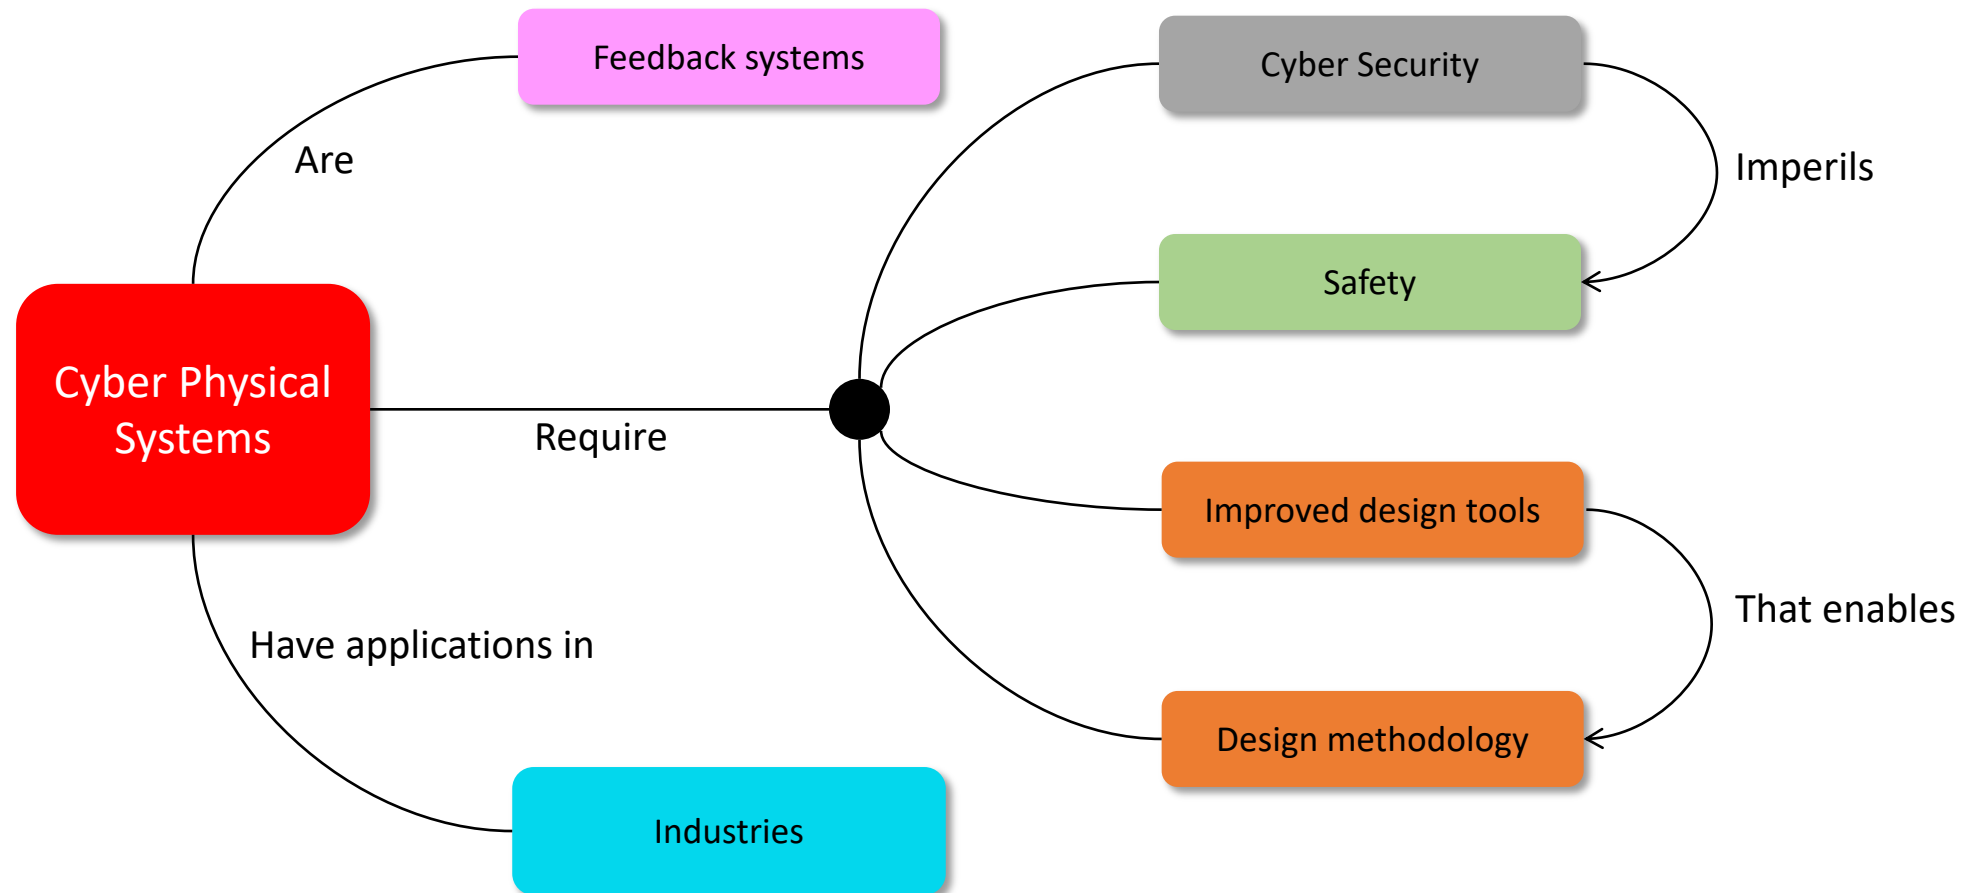 Feedback systems
Cyber Security
Are
Imperils
Safety
Cyber Physical
Systems
Require
Improved design tools
That enables
Have applications in
Design methodology
Industries